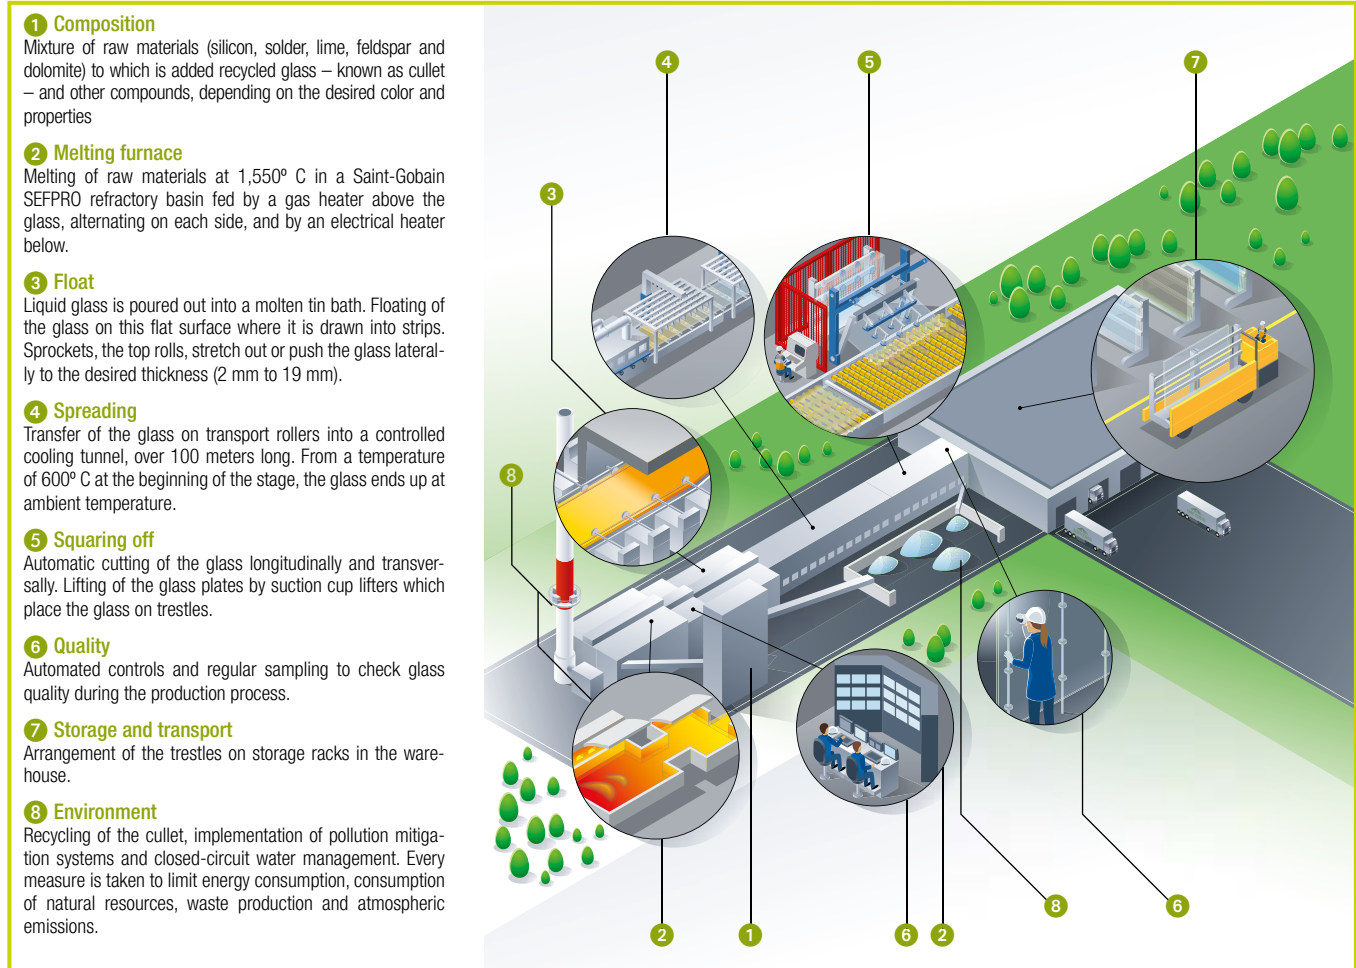 1 Composition
Mixture of raw materials (silicon, solder, lime, feldspar and
dolomite) to which is added recycled glass – known as cullet
– and other compounds, depending on the desired color and
properties
2 Melting furnace
Melting of raw materials at 1,550º C in a Saint-Gobain
SEFPRO refractory basin fed by a gas heater above the
glass, alternating on each side, and by an electrical heater
below.
3 Float
Liquid glass is poured out into a molten tin bath. Floating of
the glass on this flat surface where it is drawn into strips.
Sprockets, the top rolls, stretch out or push the glass lateral-
ly to the desired thickness (2 mm to 19 mm).
4 Spreading
Transfer of the glass on transport rollers into a controlled
cooling tunnel, over 100 meters long. From a temperature
of 600º C at the beginning of the stage, the glass ends up at
ambient temperature.
5 Squaring off
Automatic cutting of the glass longitudinally and transver-
sally. Lifting of the glass plates by suction cup lifters which
place the glass on trestles.
6 Quality
Automated controls and regular sampling to check glass
quality during the production process.
7 Storage and transport
Arrangement of the trestles on storage racks in the ware-
house.
8 Environment
Recycling of the cullet, implementation of pollution mitiga-
tion systems and closed-circuit water management. Every
measure is taken to limit energy consumption, consumption
of natural resources, waste production and atmospheric
emissions.
4
5
7
3
8
8
6
2
1
6
2